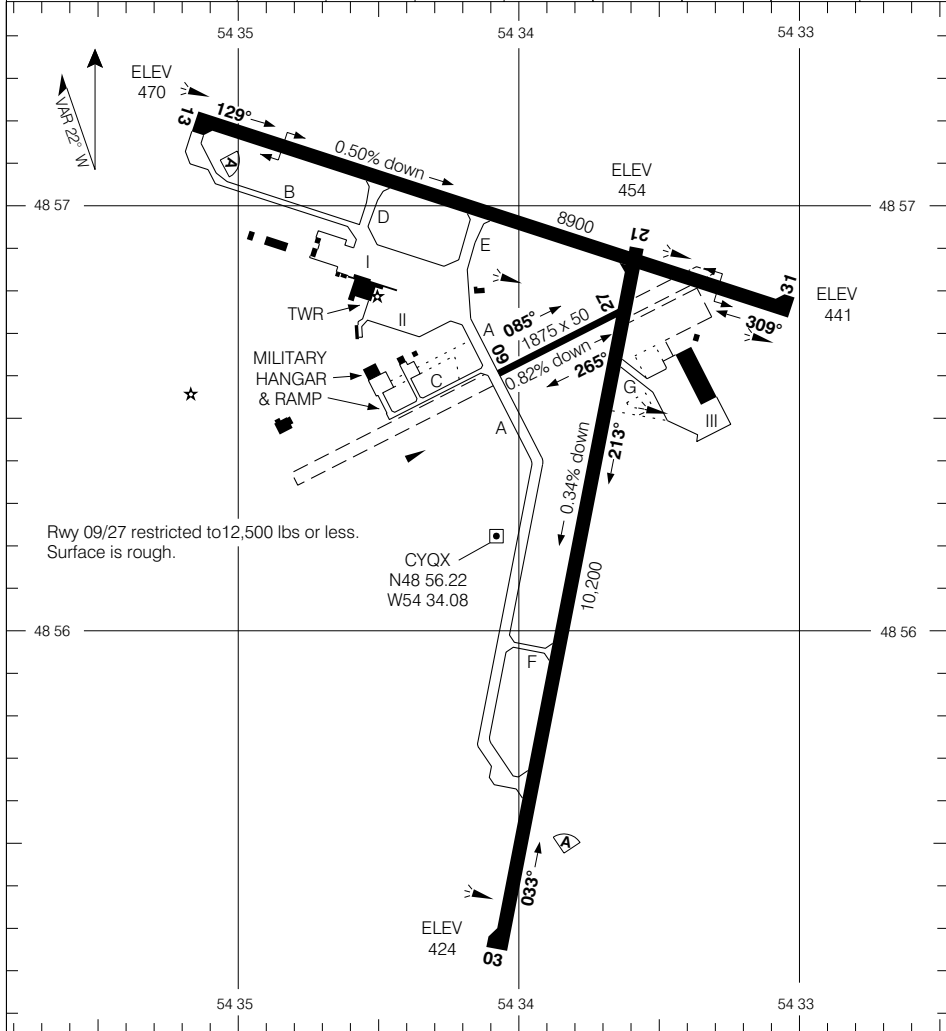 54 35
54 34
54 33
VAR 22° W
ELEV
470
13
129°
0.50% down
A
B
D
E
8900
ELEV
454
21
48 57
48 57
31
ELEV
441
309°
I
TWR
II
A
085°
1875 x 50
27
09
0.82% down
265°
MILITARY
HANGAR
& RAMP
C
G
III
A
213°
0.34% down
Rwy 09/27 restricted to12,500 lbs or less.
Surface is rough.
CYQX
N48 56.22
W54 34.08
10,200
48 56
48 56
F
A
033°
ELEV
424
03
54 35
54 34
54 33